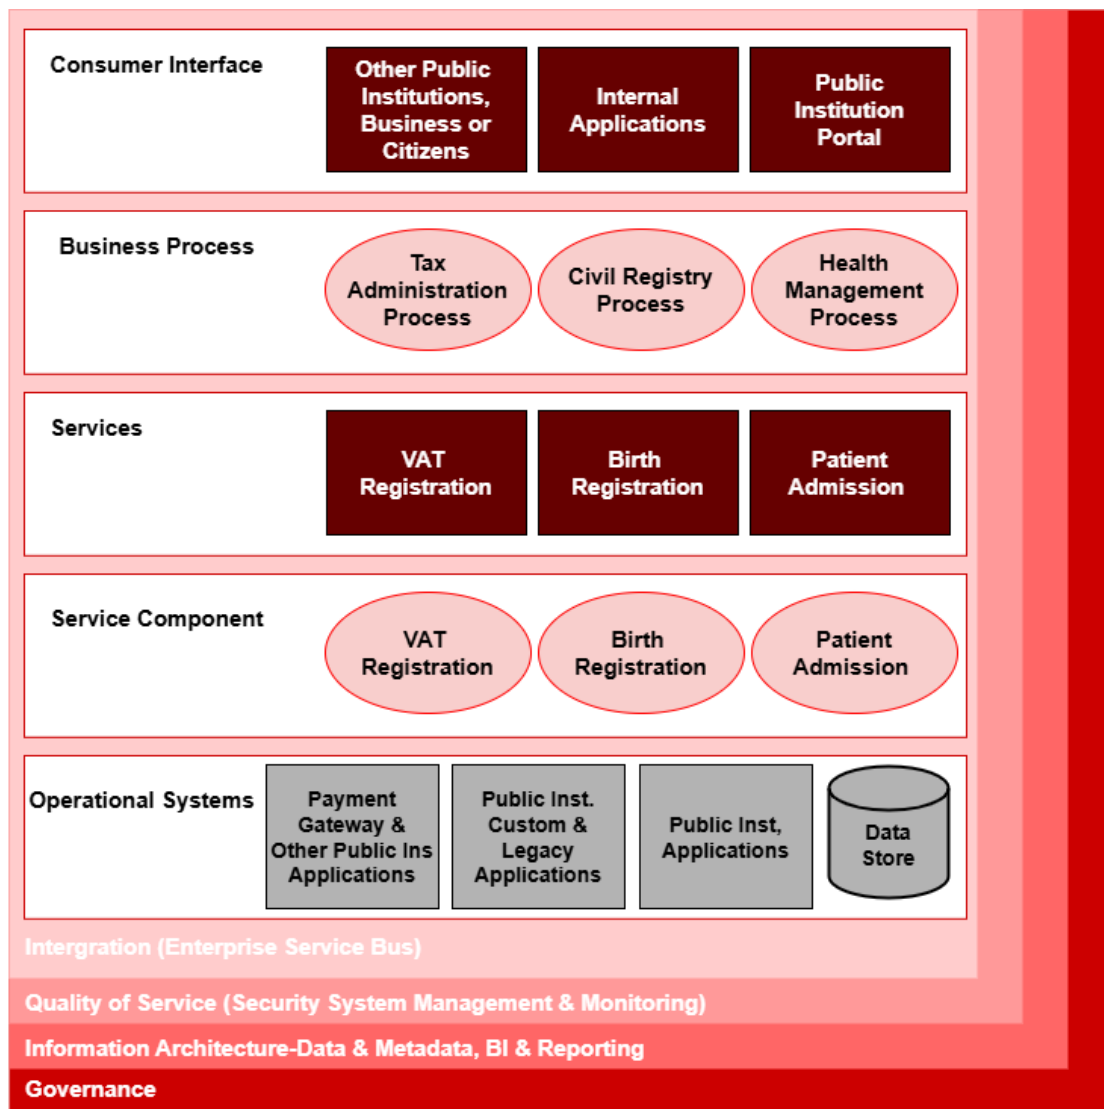 Consumer Interface
Other Public
Institutions,
Business or
Citizens
Internal
Applications
Public
Institution
Portal
Business Process
Tax
Administration
Process
Civil Registry
Process
Health
Management
Process
Services
VAT
Registration
Birth
Registration
Patient
Admission
Service Component
VAT
Registration
Birth
Registration
Patient
Admission
Operational Systems
Payment
Gateway &
Other Public Ins
Applications
Public Inst.
Custom &
Legacy
Applications
Public Inst,
Applications
Data
Store
Intergration (Enterprise Service Bus)
Quality of Service (Security System Management & Monitoring)
Information Architecture-Data & Metadata, BI & Reporting
Governance